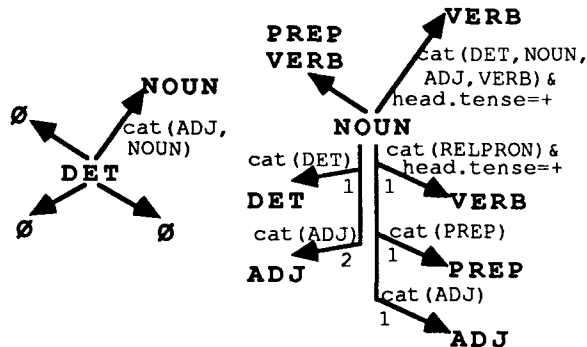 VERB
PREP
VERB
cat(DET,NOUN,
ADJ,VERB)&
head.tense=+
NOUN
Ø
cat(ADJ,
NOUN)
DET
Ø
Ø
NOUN
cat(DET)
1
DET
cat(RELPRON)&
head.tense=+
1
VERB
cat(ADJ)
2
ADJ
cat(PREP)
1
PREP
cat(ADJ)
1
ADJ